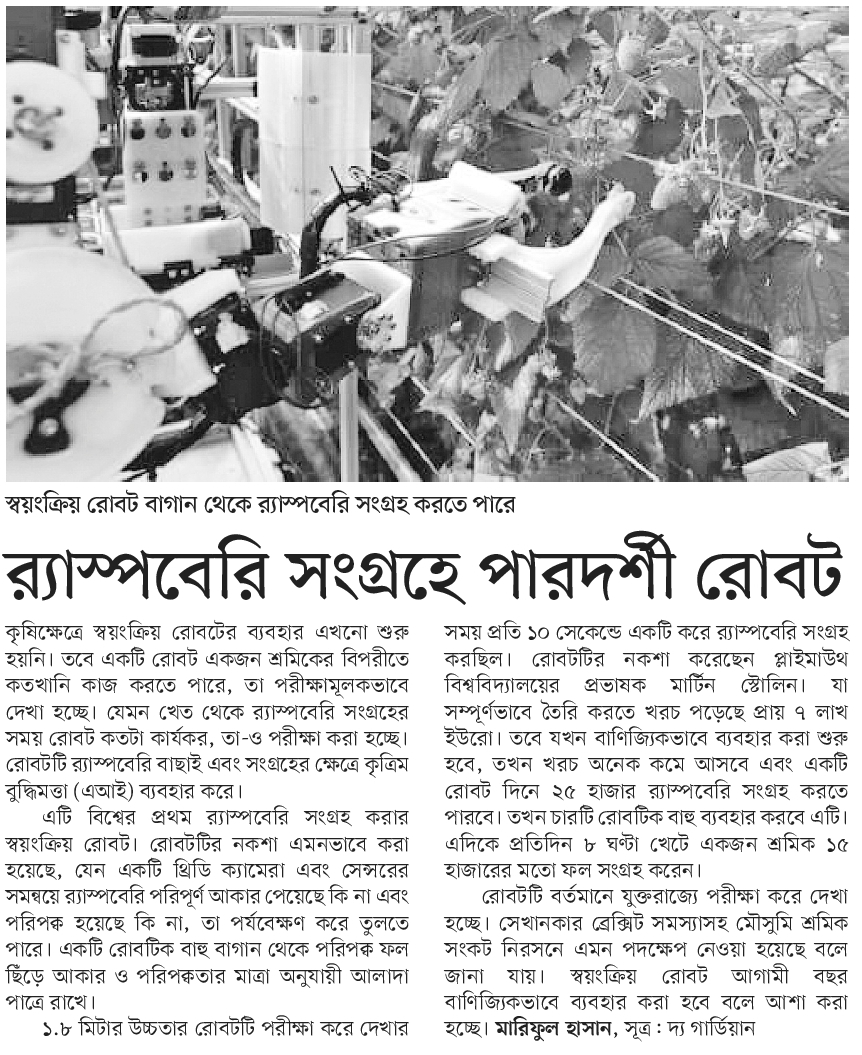 স্বয়ংক্রিয় রোবট বাগান থেকে র‍্যাস্পবেরি সংগ্রহ করতে পারে
র‍্যাস্পবেরি সংগ্রহে পারদর্শী রোবট
কৃষিক্ষেত্রে স্বয়ংক্রিয় রোবটের ব্যবহার এখনো শুরু
হয়নি। তবে একটি রোবট একজন শ্রমিকের বিপরীতে
কতখানি কাজ করতে পারে, তা পরীক্ষামূলকভাবে
দেখা হচ্ছে। যেমন খেত থেকে র‍্যাস্পবেরি সংগ্রহের
সময় রোবট কতটা কার্যকর, তা-ও পরীক্ষা করা হচ্ছে।
রোবটটি র‍্যাস্পবেরি বাছাই এবং সংগ্রহের ক্ষেত্রে কৃত্রিম
বুদ্ধিমত্তা (এআই) ব্যবহার করে।
এটি বিশ্বের প্রথম র‍্যাস্পবেরি সংগ্রহ করার
স্বয়ংক্রিয় রোবট। রোবটটির নকশা এমনভাবে করা
হয়েছে, যেন একটি থ্রিডি ক্যামেরা এবং সেন্সরের
সমন্বয়ে র‍্যাস্পবেরি পরিপূর্ণ আকার পেয়েছে কি না এবং
পরিপক্ব হয়েছে কি না, তা পর্যবেক্ষণ করে তুলতে
পারে। একটি রোবটিক বাহু বাগান থেকে পরিপক্ব ফল
ছিঁড়ে আকার ও পরিপক্বতার মাত্রা অনুযায়ী আলাদা
পাত্রে রাখে।
১.৮ মিটার উচ্চতার রোবটটি পরীক্ষা করে দেখার
সময় প্রতি ১০ সেকেন্ডে একটি করে র‍্যাস্পবেরি সংগ্রহ
করছিল। রোবটটির নকশা করেছেন প্লাইমাউথ
বিশ্ববিদ্যালয়ের প্রভাষক মার্টিন স্টোলিন। যা
সম্পূর্ণভাবে তৈরি করতে খরচ পড়েছে প্রায় ৭ লাখ
ইউরো। তবে যখন বাণিজ্যিকভাবে ব্যবহার করা শুরু
হবে, তখন খরচ অনেক কমে আসবে এবং একটি
রোবট দিনে ২৫ হাজার র‍্যাস্পবেরি সংগ্রহ করতে
পারবে। তখন চারটি রোবটিক বাহু ব্যবহার করবে এটি।
এদিকে প্রতিদিন ৮ ঘণ্টা খেটে একজন শ্রমিক ১৫
হাজারের মতো ফল সংগ্রহ করেন।
রোবটটি বর্তমানে যুক্তরাজ্যে পরীক্ষা করে দেখা
হচ্ছে। সেখানকার ব্রেক্সিট সমস্যাসহ মৌসুমি শ্রমিক
সংকট নিরসনে এমন পদক্ষেপ নেওয়া হয়েছে বলে
জানা যায়। স্বয়ংক্রিয় রোবট আগামী বছর
বাণিজ্যিকভাবে ব্যবহার করা হবে বলে আশা করা
হচ্ছে। মারিফুল হাসান, সূত্র : দ্য গার্ডিয়ান